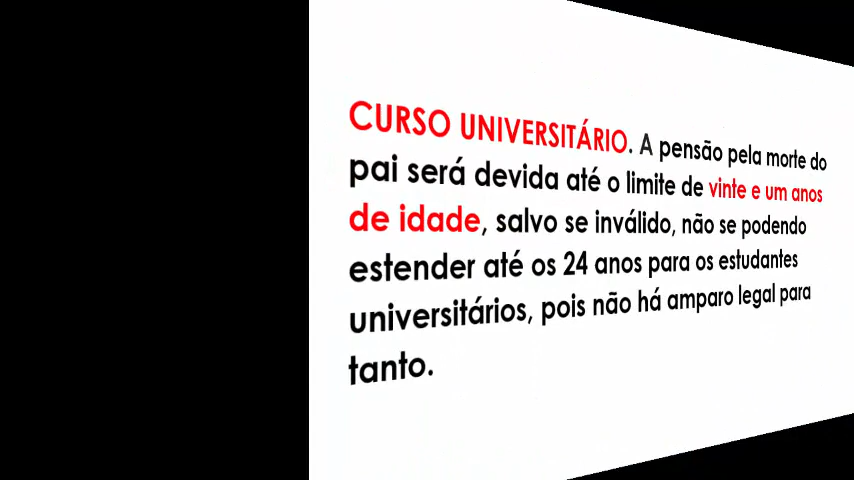 CURSO UNIVERSITÁRIO. A pensão pela morte do
pai será devida até o limite de vinte e um anos
de idade, salvo se inválido, não se podendo
estender até os 24 anos para os estudantes
universitários, pois não há amparo legal para
tanto.